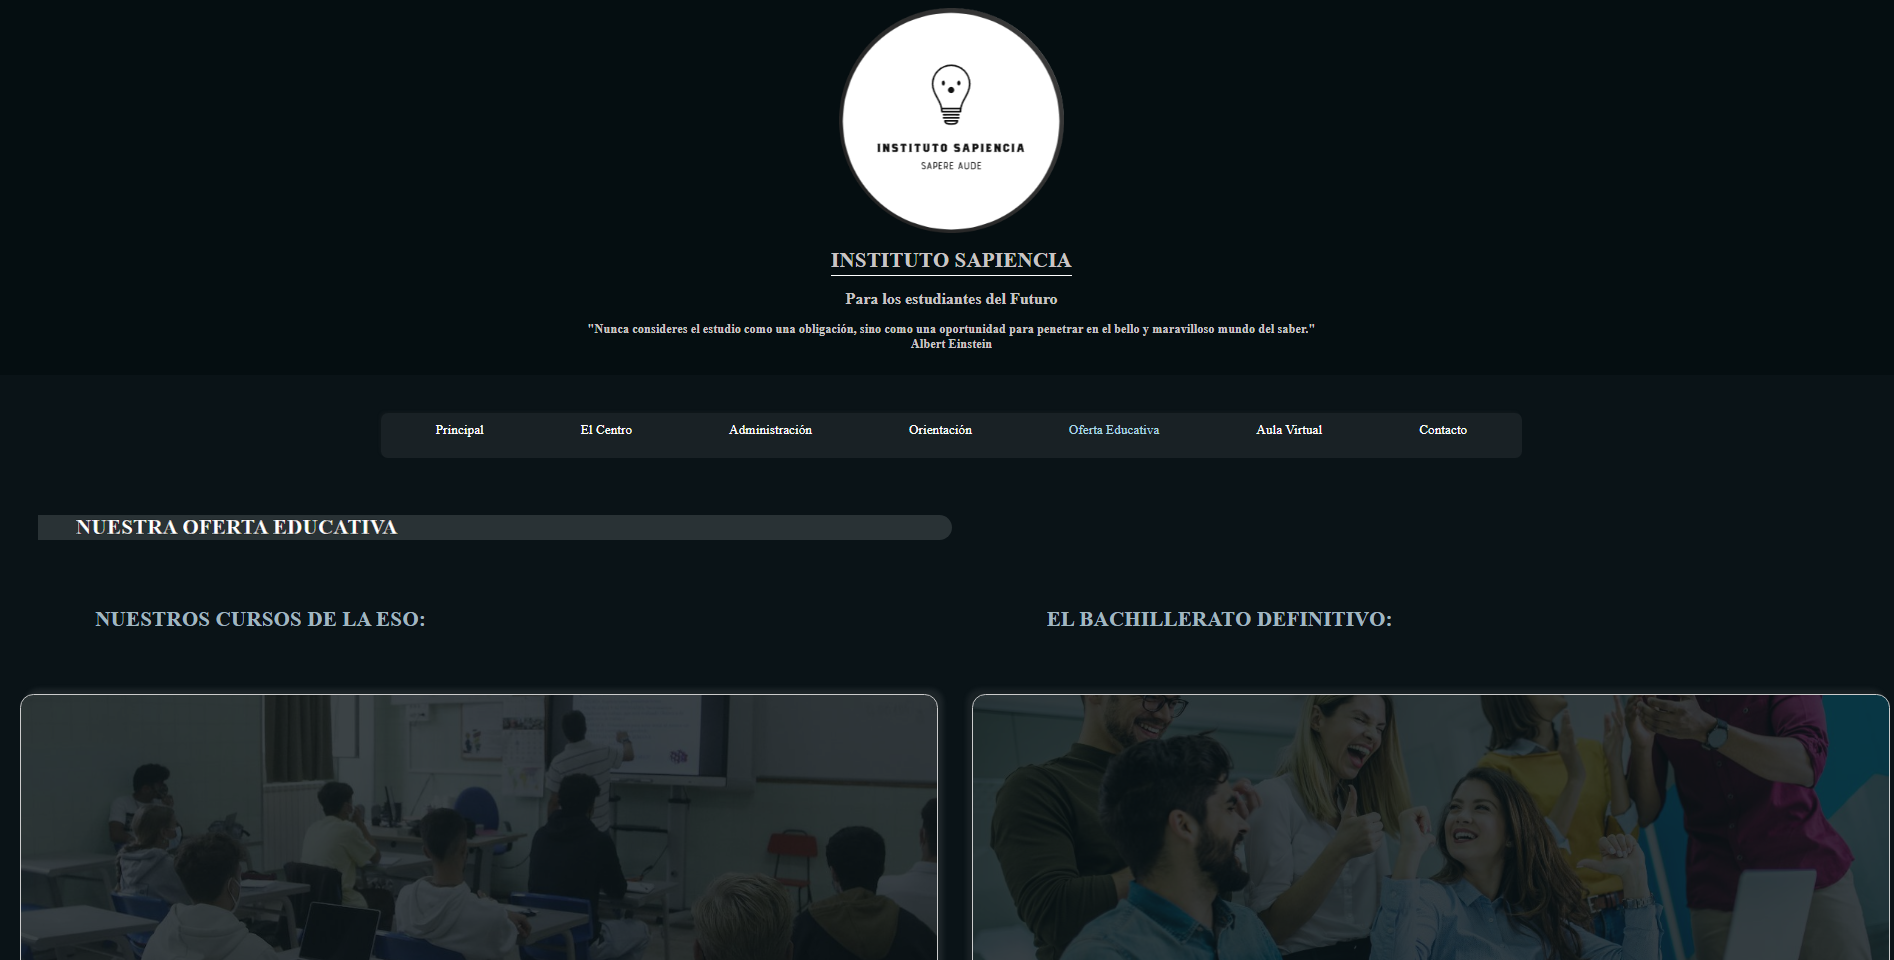 INSTITUTO SAPIENCIA
SAPERE AUDE
INSTITUTO SAPIENCIA
Para los estudiantes del Futuro
"Nunca consideres el estudio como una obligación, sino como una oportunidad para penetrar en el bello y maravilloso mundo del saber."
Albert Einstein
Principal El Centro Administración Orientación Oferta Educativa Aula Virtual Contacto
NUESTRA OFERTA EDUCATIVA
NUESTROS CURSOS DE LA ESO:
EL BACHILLERATO DEFINITIVO: